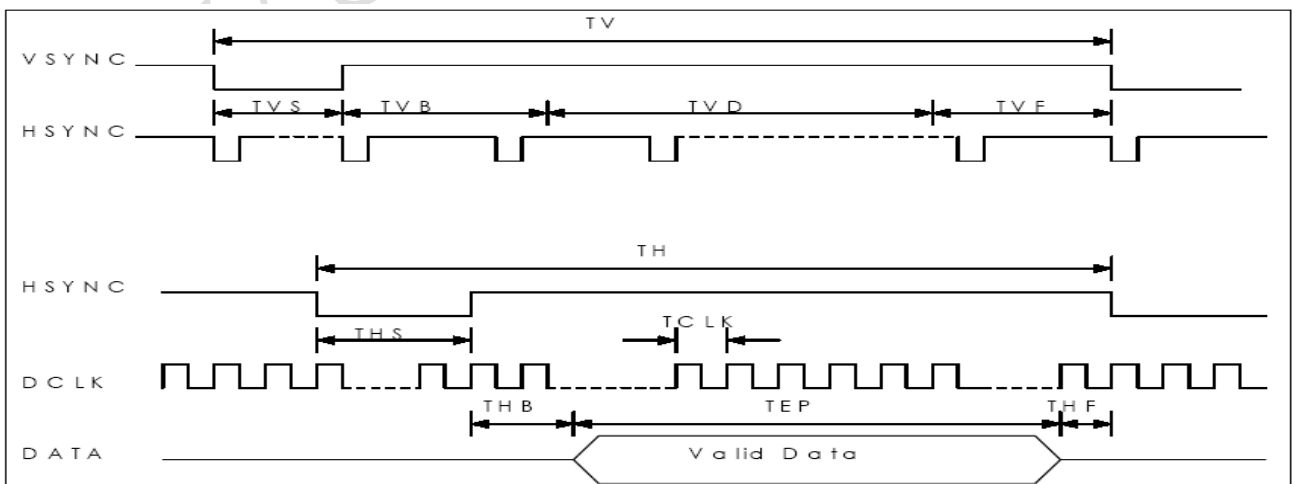 TV
VSYNC
TVS TVB TVD TVF
HSYNC
TH
HSYNC
TCLK
THS
DCLK
THB TEP THF
DATA Valid Data